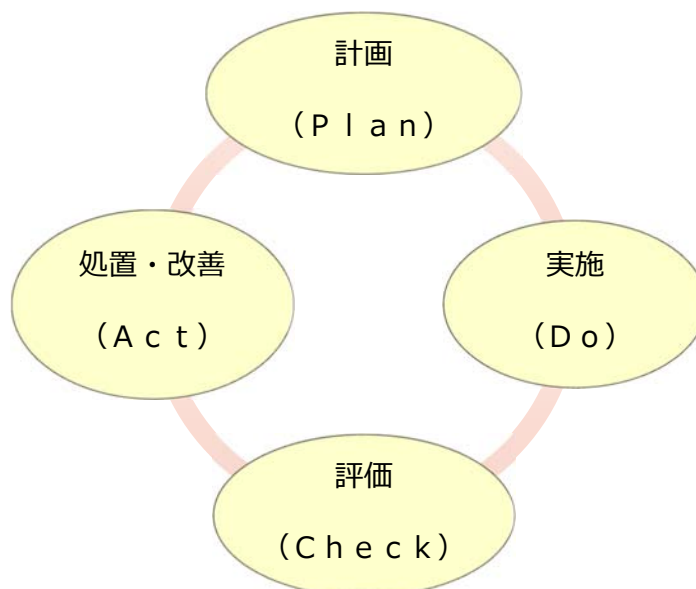 計画
（Ｐｌａｎ）
実施
（Ｄｏ）
評価
（Ｃｈｅｃｋ）
処置・改善
（Ａｃｔ）